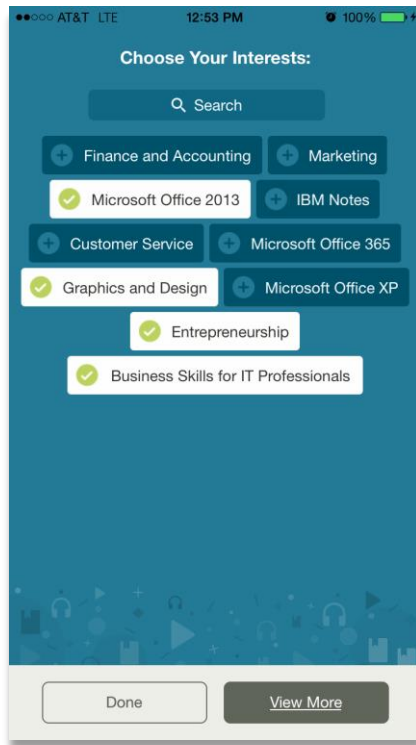 AT&T LTE 12:53 PM 100%
Choose Your Interests:
Search
Finance and Accounting Marketing
Microsoft Office 2013 IBM Notes
Customer Service Microsoft Office 365
Graphics and Design Microsoft Office XP
Entrepreneurship
Business Skills for IT Professionals
Done View More